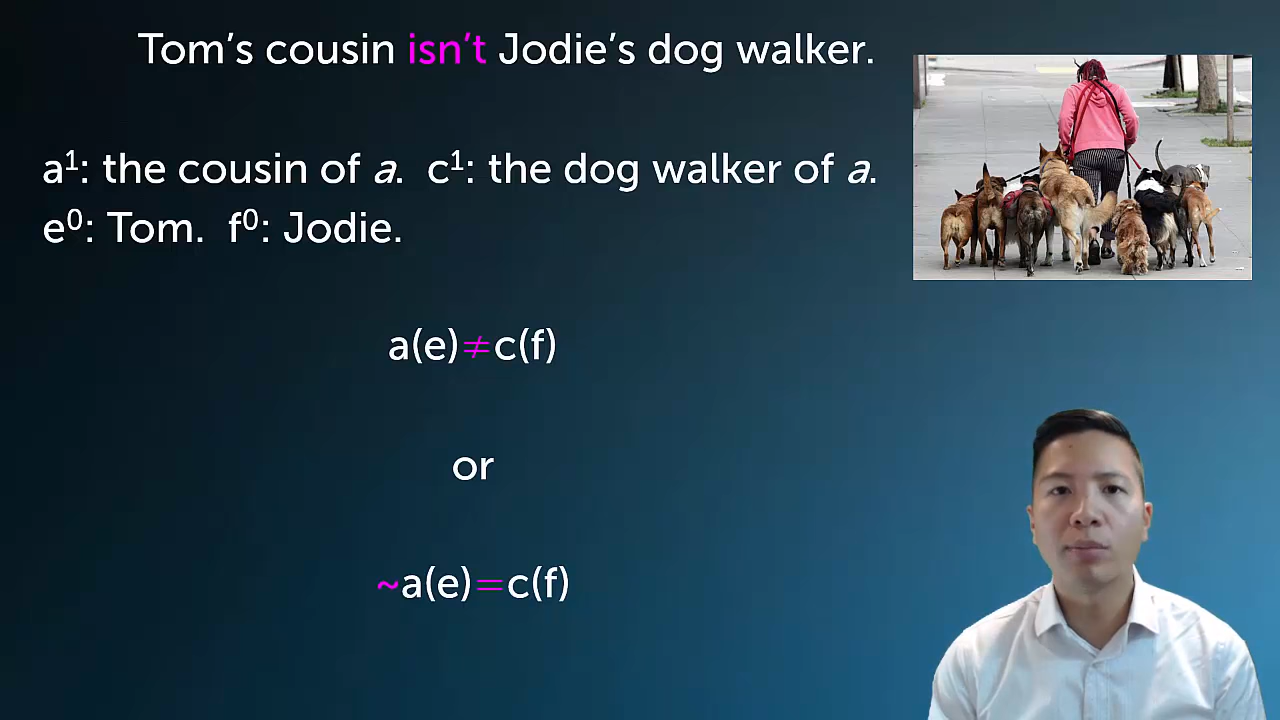 Tom’s cousin isn’t Jodie’s dog walker.
a¹: the cousin of a. c¹: the dog walker of a.
e⁰: Tom. f⁰: Jodie.
a(e)≠c(f)
or
~a(e)=c(f)